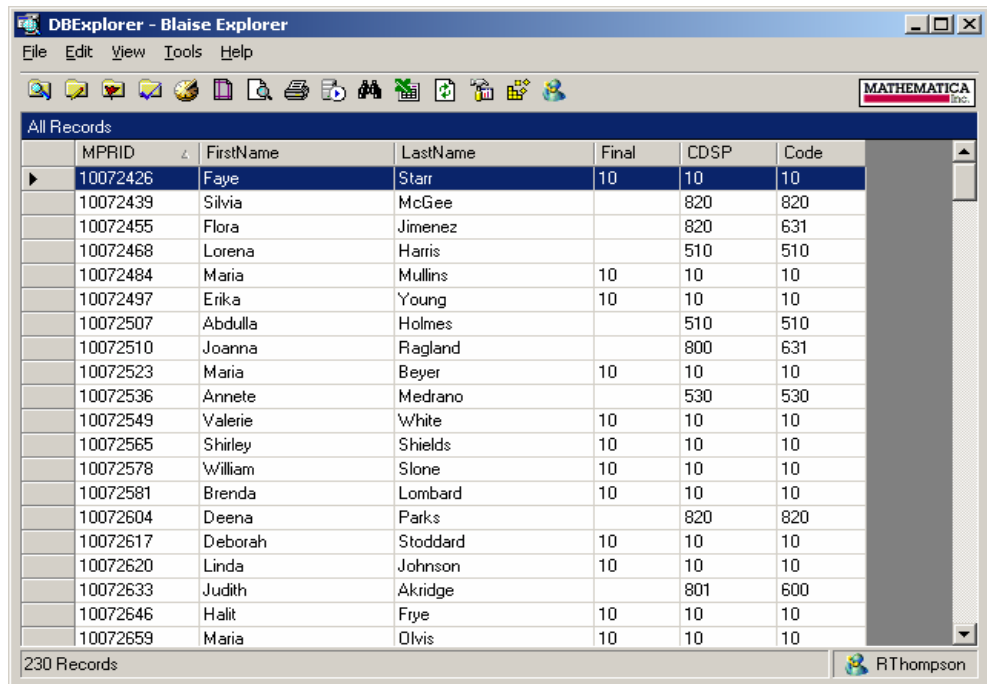 DBExplorer - Blaise Explorer
File Edit View Tools Help
MATHEMATICA
Inc.
All Records
MPRID FirstName LastName Final CDSP Code
10072426 Faye Starr 10 10 10
10072439 Silvia McGee 820 820
10072455 Flora Jimenez 820 631
10072468 Lorena Harris 510 510
10072484 Maria Mullins 10 10 10
10072497 Erika Young 10 10 10
10072507 Abdulla Holmes 510 510
10072510 Joanna Ragland 800 631
10072523 Maria Beyer 10 10 10
10072536 Annete Medrano 530 530
10072549 Valerie White 10 10 10
10072565 Shirley Shields 10 10 10
10072578 William Slone 10 10 10
10072581 Brenda Lombard 10 10 10
10072604 Deena Parks 820 820
10072617 Deborah Stoddard 10 10 10
10072620 Linda Johnson 10 10 10
10072633 Judith Akridge 801 600
10072646 Halit Frye 10 10 10
10072659 Maria Olvis 10 10 10
230 Records RThompson